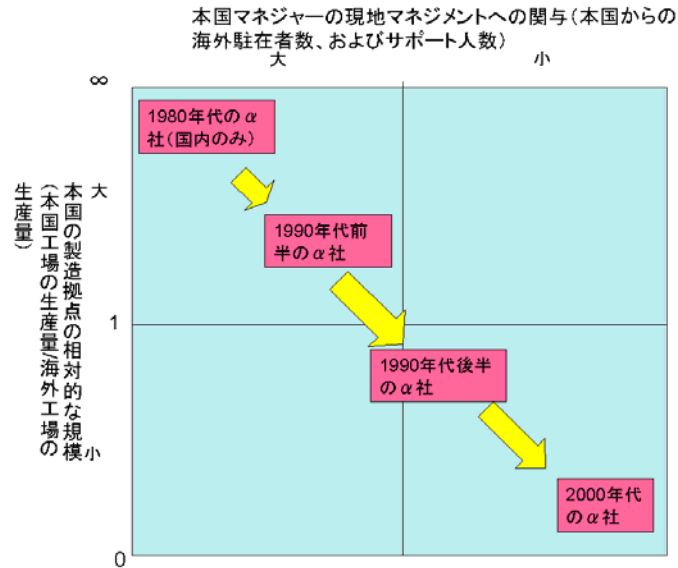 本国マネジャーの現地マネジメントへの関与(本国からの
海外駐在者数、およびサポート人数)
大
小
∞
1980年代のα
社(国内のみ)
大
本国の製造拠点の相対的な規模
(本国工場の生産量/海外工場の
生産量)
1990年代前
半のα社
1
1990年代後半
のα社
小
2000年代
のα社
0